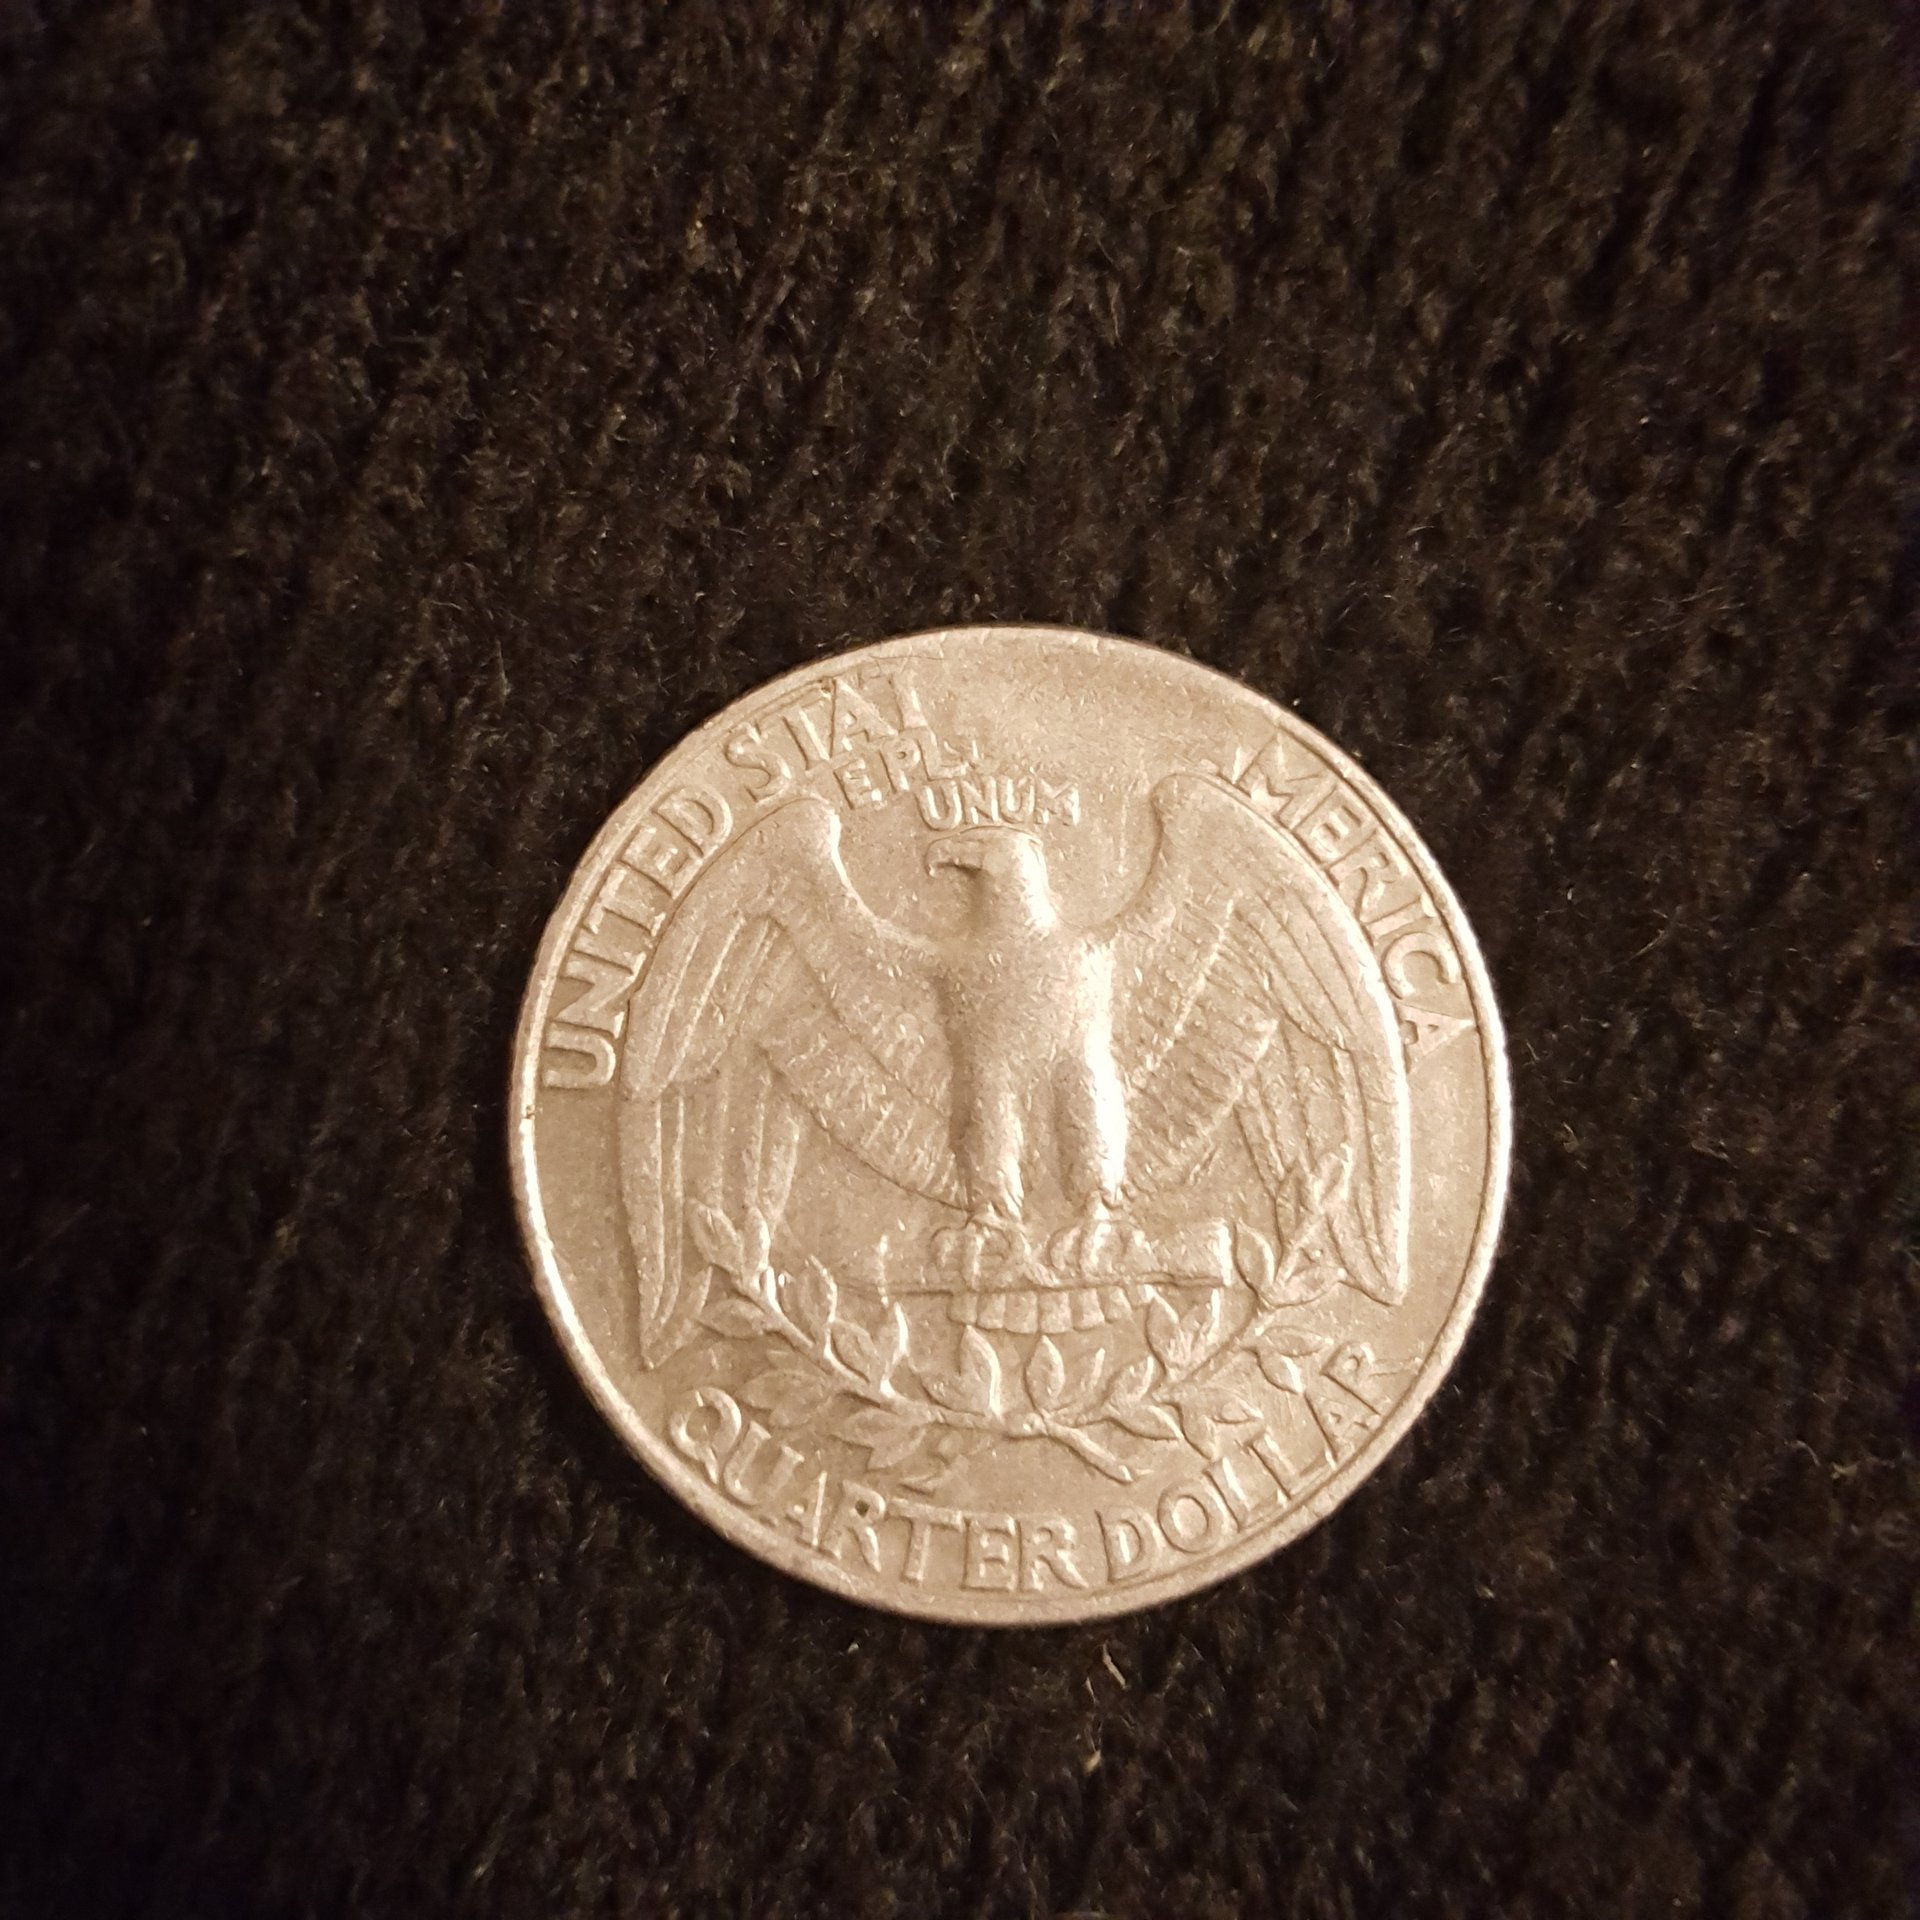 UNITED STAT MERICA
E PL
UNUM
QUARTER DOLLAR